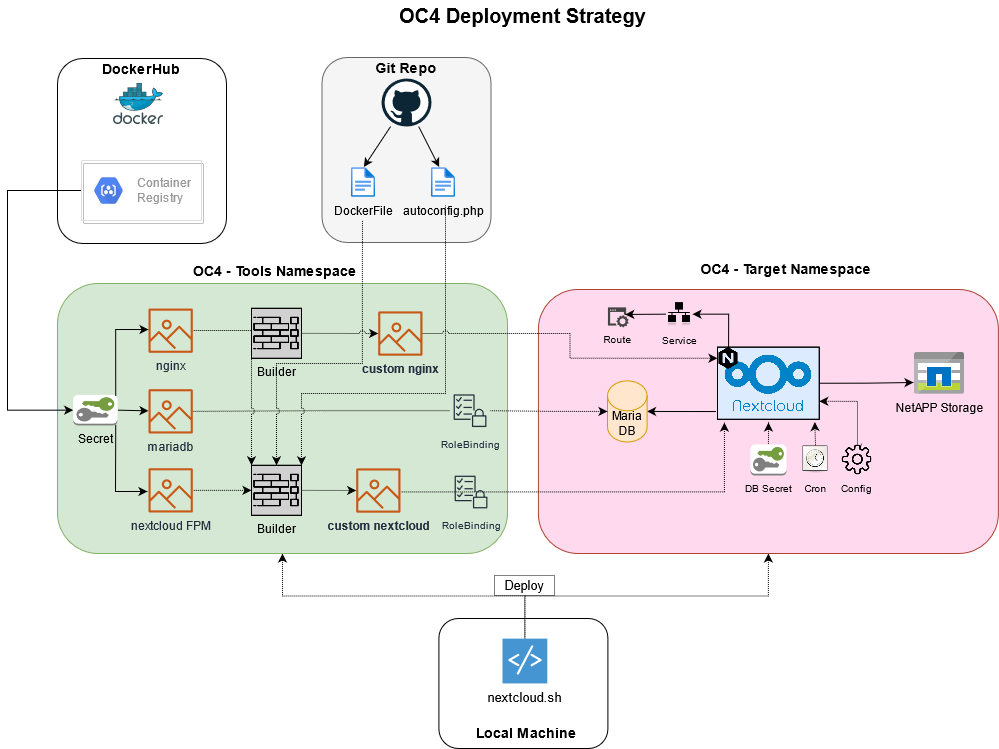 OC4 Deployment Strategy
DockerHub
docker
Container
Registry
Git Repo
DockerFile
autoconfig.php
OC4 - Tools Namespace
nginx
Builder
custom nginx
Secret
mariadb
RoleBinding
nextcloud FPM
Builder
custom nextcloud
RoleBinding
OC4 - Target Namespace
Route
Service
N
Nextcloud
NetAPP Storage
Maria
DB
DB Secret
Cron
Config
Deploy
nextcloud.sh
Local Machine